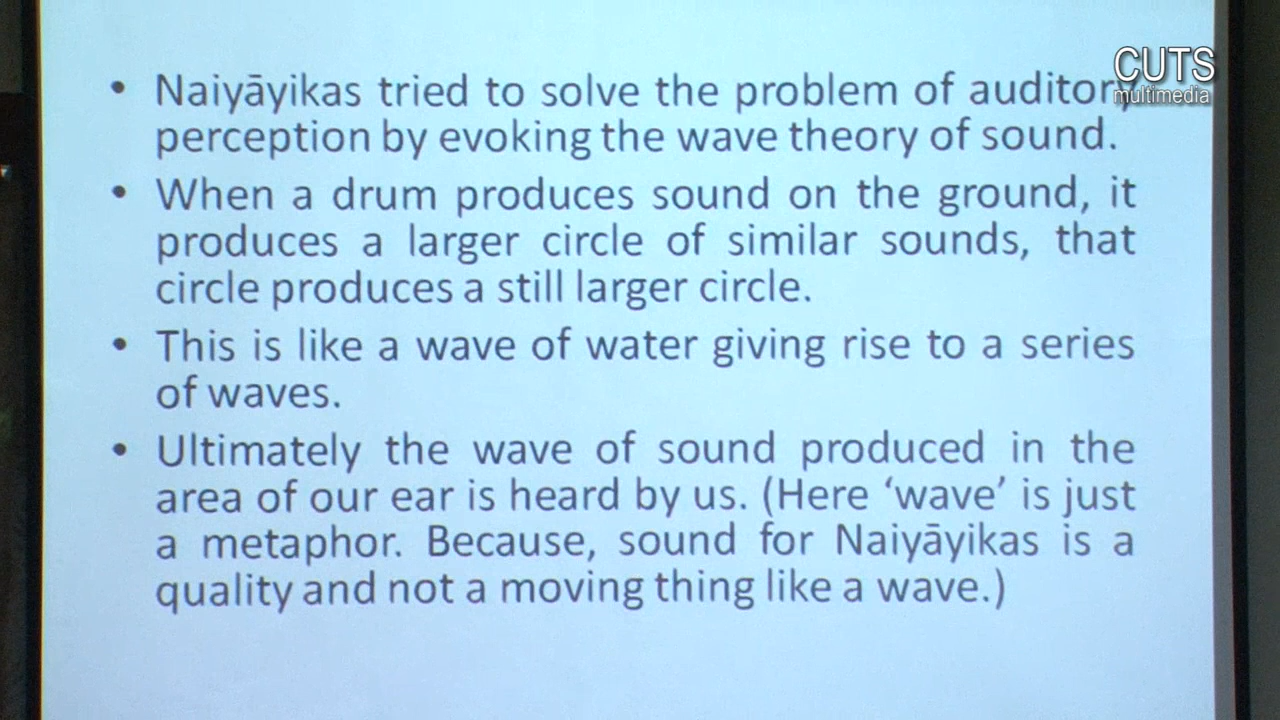 CUTS
multimedia
• Naiyāyikas tried to solve the problem of auditory
perception by evoking the wave theory of sound.
• When a drum produces sound on the ground, it
produces a larger circle of similar sounds, that
circle produces a still larger circle.
• This is like a wave of water giving rise to a series
of waves.
• Ultimately the wave of sound produced in the
area of our ear is heard by us. (Here ‘wave’ is just
a metaphor. Because, sound for Naiyāyikas is a
quality and not a moving thing like a wave.)